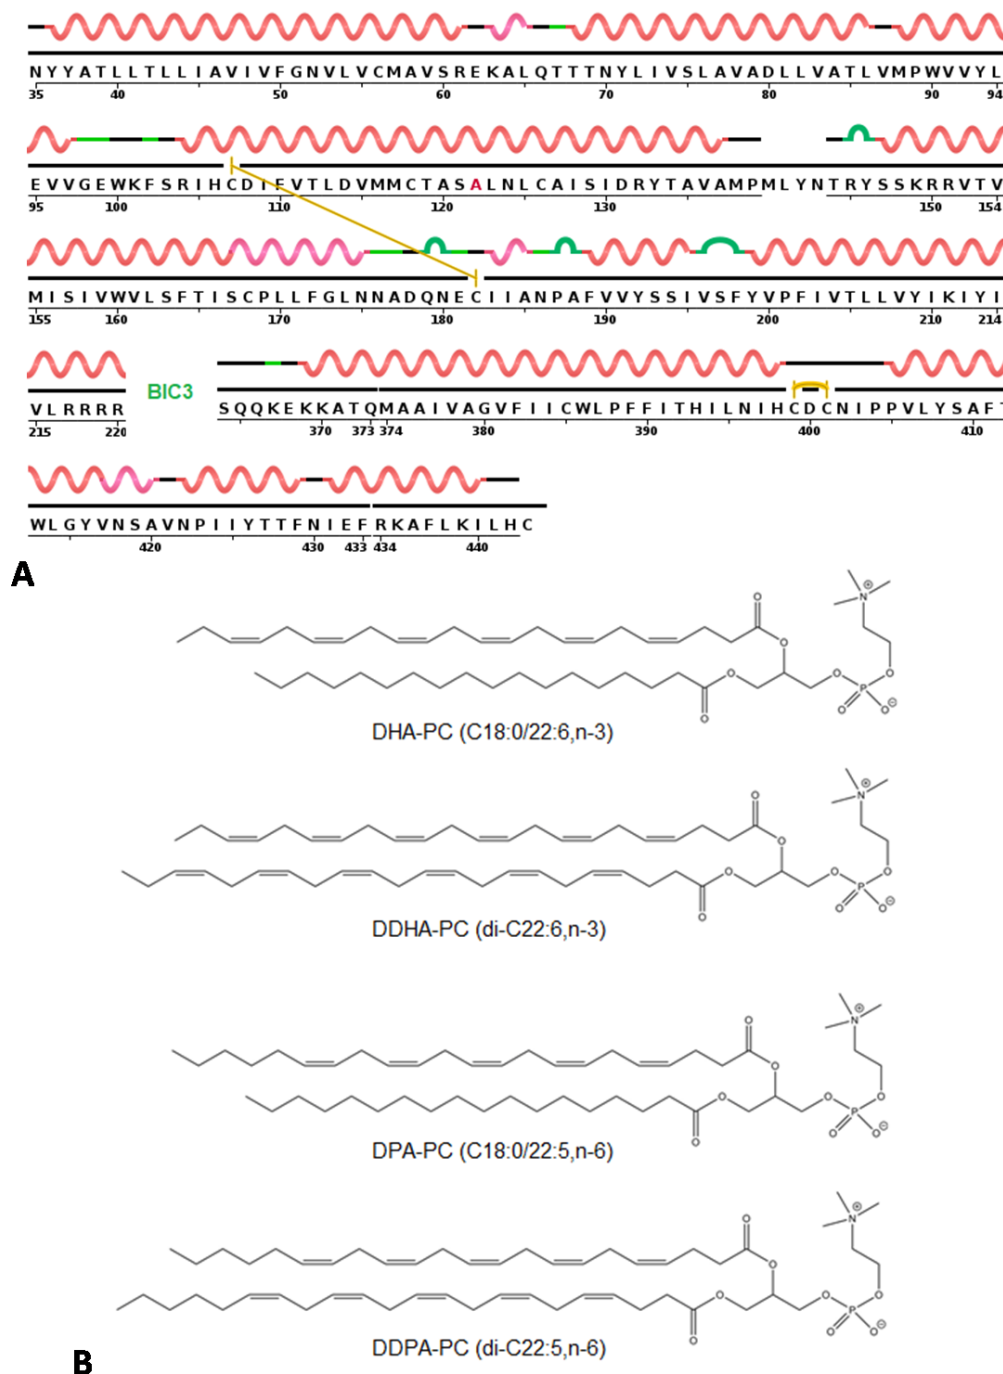 NYYATLLTLLIAVIVFGNVLVCMAVSREKALQTTTNYLIVSLAVADLLVATLVMPWVVYL
35 40 50 60 70 80 90 94
EVVGEWKFSRIHCDIFVTLDVMMCTASALNLCAISIDRYTAVAMPMLYNTRYSSKRRVTV
95 100 110 120 130 150 154
MISIVWVLSFTISCPLLFGLNNADQNECIIANPAFVVYSSIVSFYVPFIVTLLVYIKIYI
155 160 170 180 190 200 210 214
BIC3
VLRRRR SQQKEKKATQMAAIVAGVFIICWLPFFITHILNIHCDCNIPPVLYSAFT
215 220 370 373 374 380 390 400 410
WLGYVNSAVNPIIYTTFNIEFRKAFLKILHC
420 430 433 434 440
A
O N⊕
O
O O O
P
O O O⊖
DHA-PC (C18:0/22:6,n-3)
O N⊕
O
O O O
P
O O O⊖
DDHA-PC (di-C22:6,n-3)
O N⊕
O
O O O
P
O O O⊖
DPA-PC (C18:0/22:5,n-6)
O N⊕
O
O O O
P
O O O⊖
DDPA-PC (di-C22:5,n-6)
B